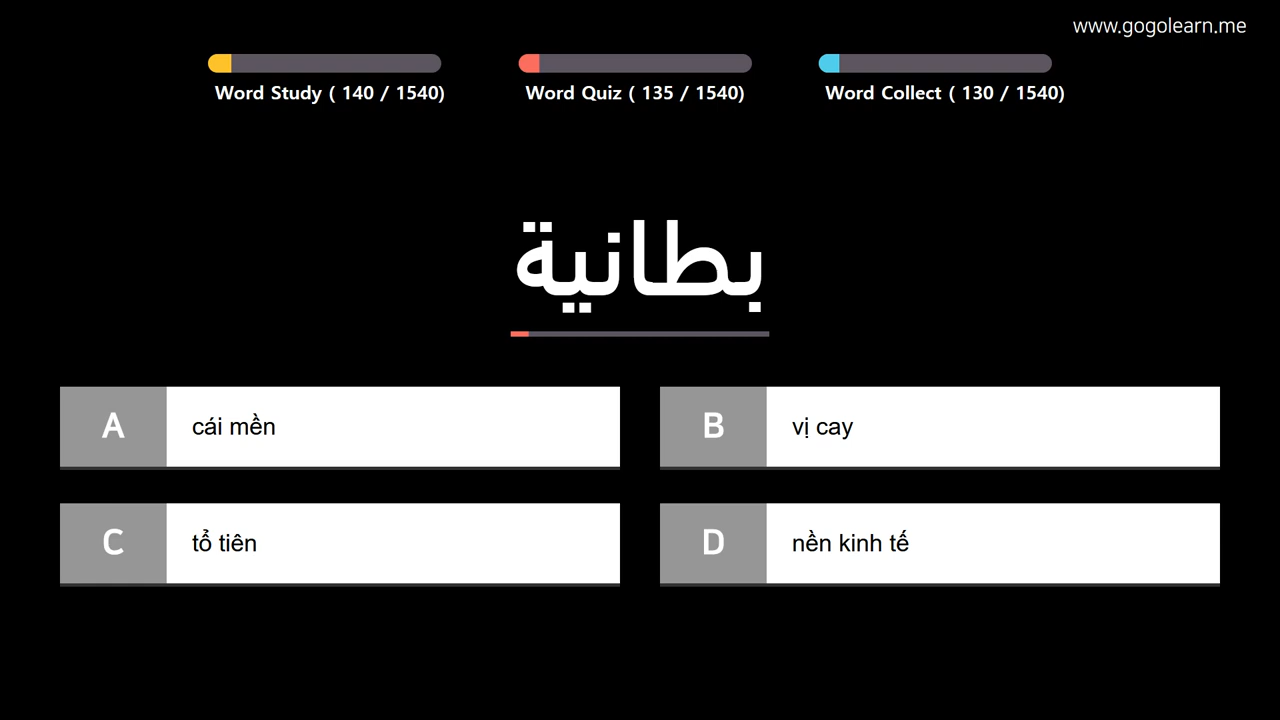 www.gogolearn.me
Word Study ( 140 / 1540)
Word Quiz ( 135 / 1540)
Word Collect ( 130 / 1540)
بطانية
A
cái mền
B
vị cay
C
tổ tiên
D
nền kinh tế